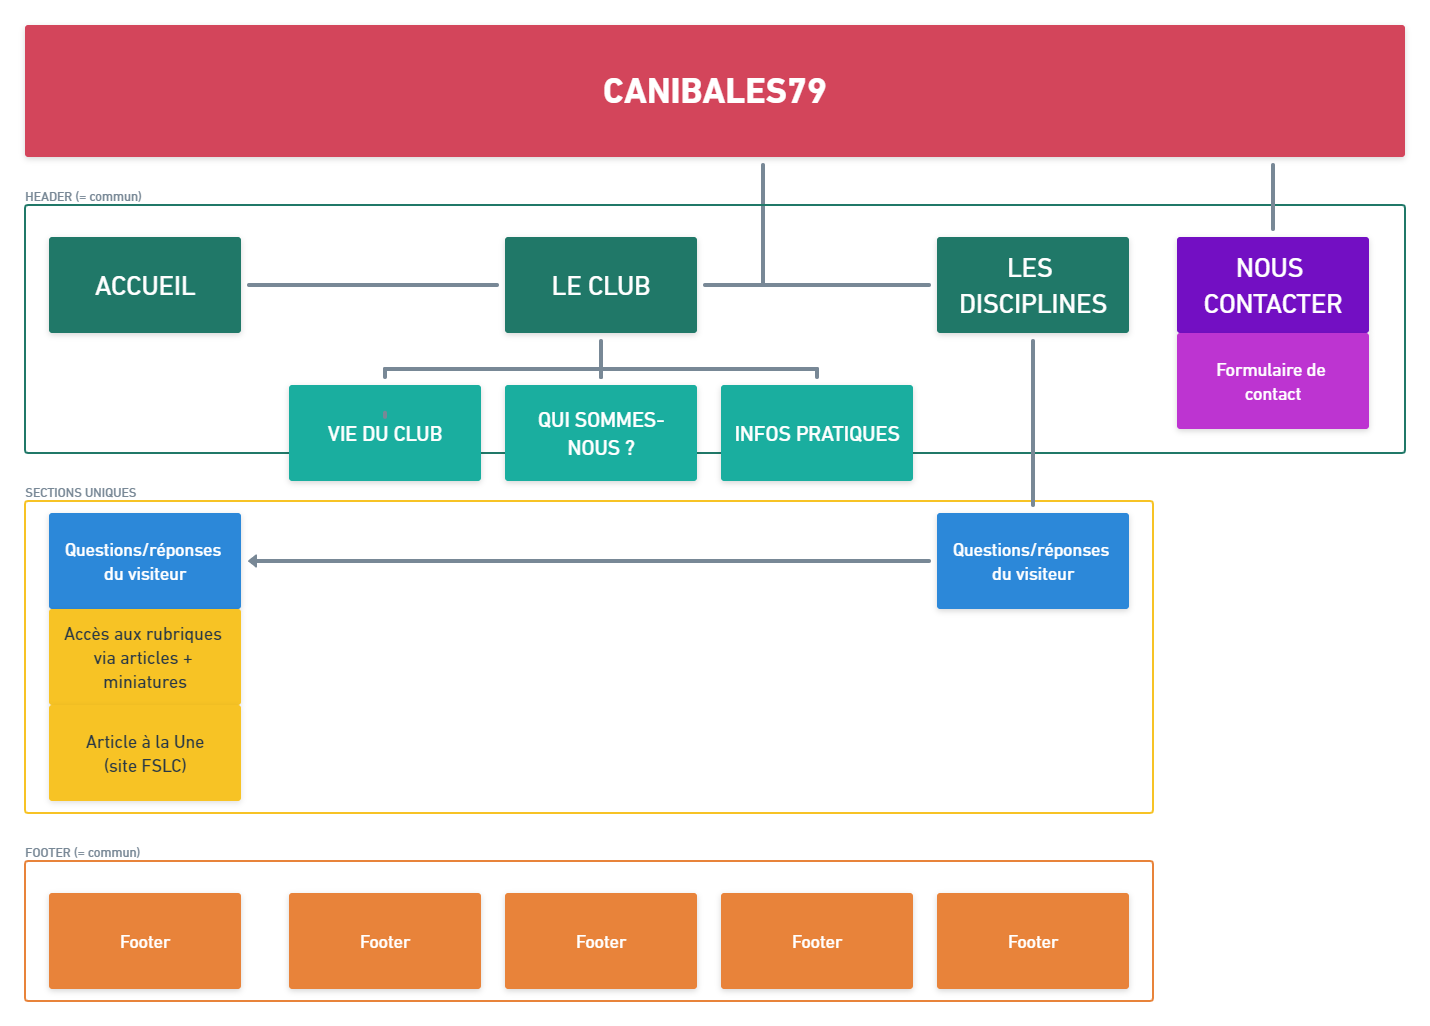 CANIBALES79
HEADER (= commun)
ACCUEIL
LE CLUB
LES
DISCIPLINES
NOUS
CONTACTER
Formulaire de
contact
VIE DU CLUB
QUI SOMMES-
NOUS ?
INFOS PRATIQUES
SECTIONS UNIQUES
Questions/réponses
du visiteur
Questions/réponses
du visiteur
Accès aux rubriques
via articles +
miniatures
Article à la Une
(site FSLC)
FOOTER (= commun)
Footer
Footer
Footer
Footer
Footer